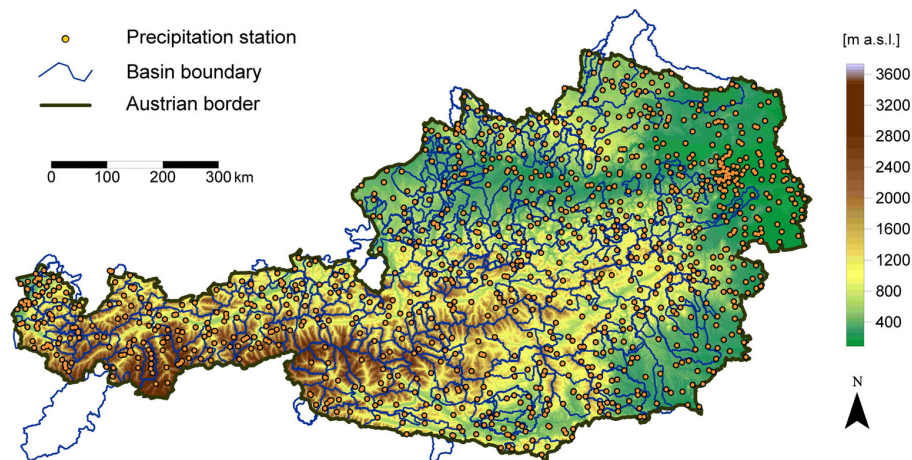 Precipitation station
Basin boundary
Austrian border
0 100 200 300 km
[m a.s.l.]
3600
3200
2800
2400
2000
1600
1200
800
400
N